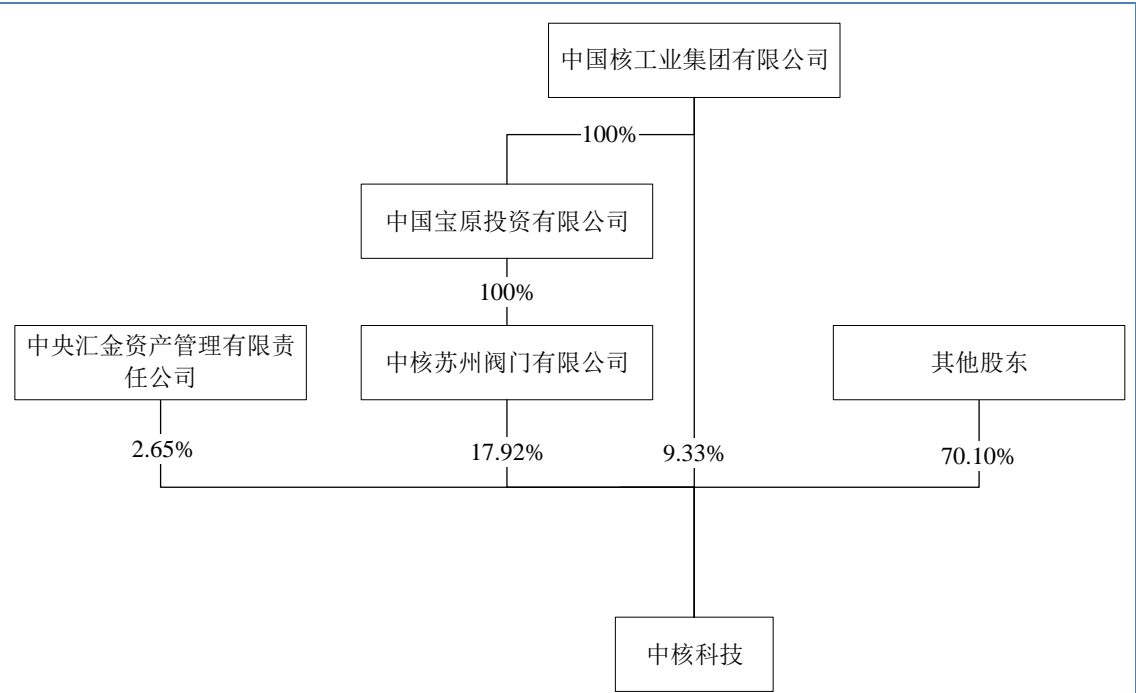 中国核工业集团有限公司
100%
中国宝原投资有限公司
100%
中央汇金资产管理有限责
任公司
中核苏州阀门有限公司
其他股东
2.65%
17.92%
9.33%
70.10%
中核科技